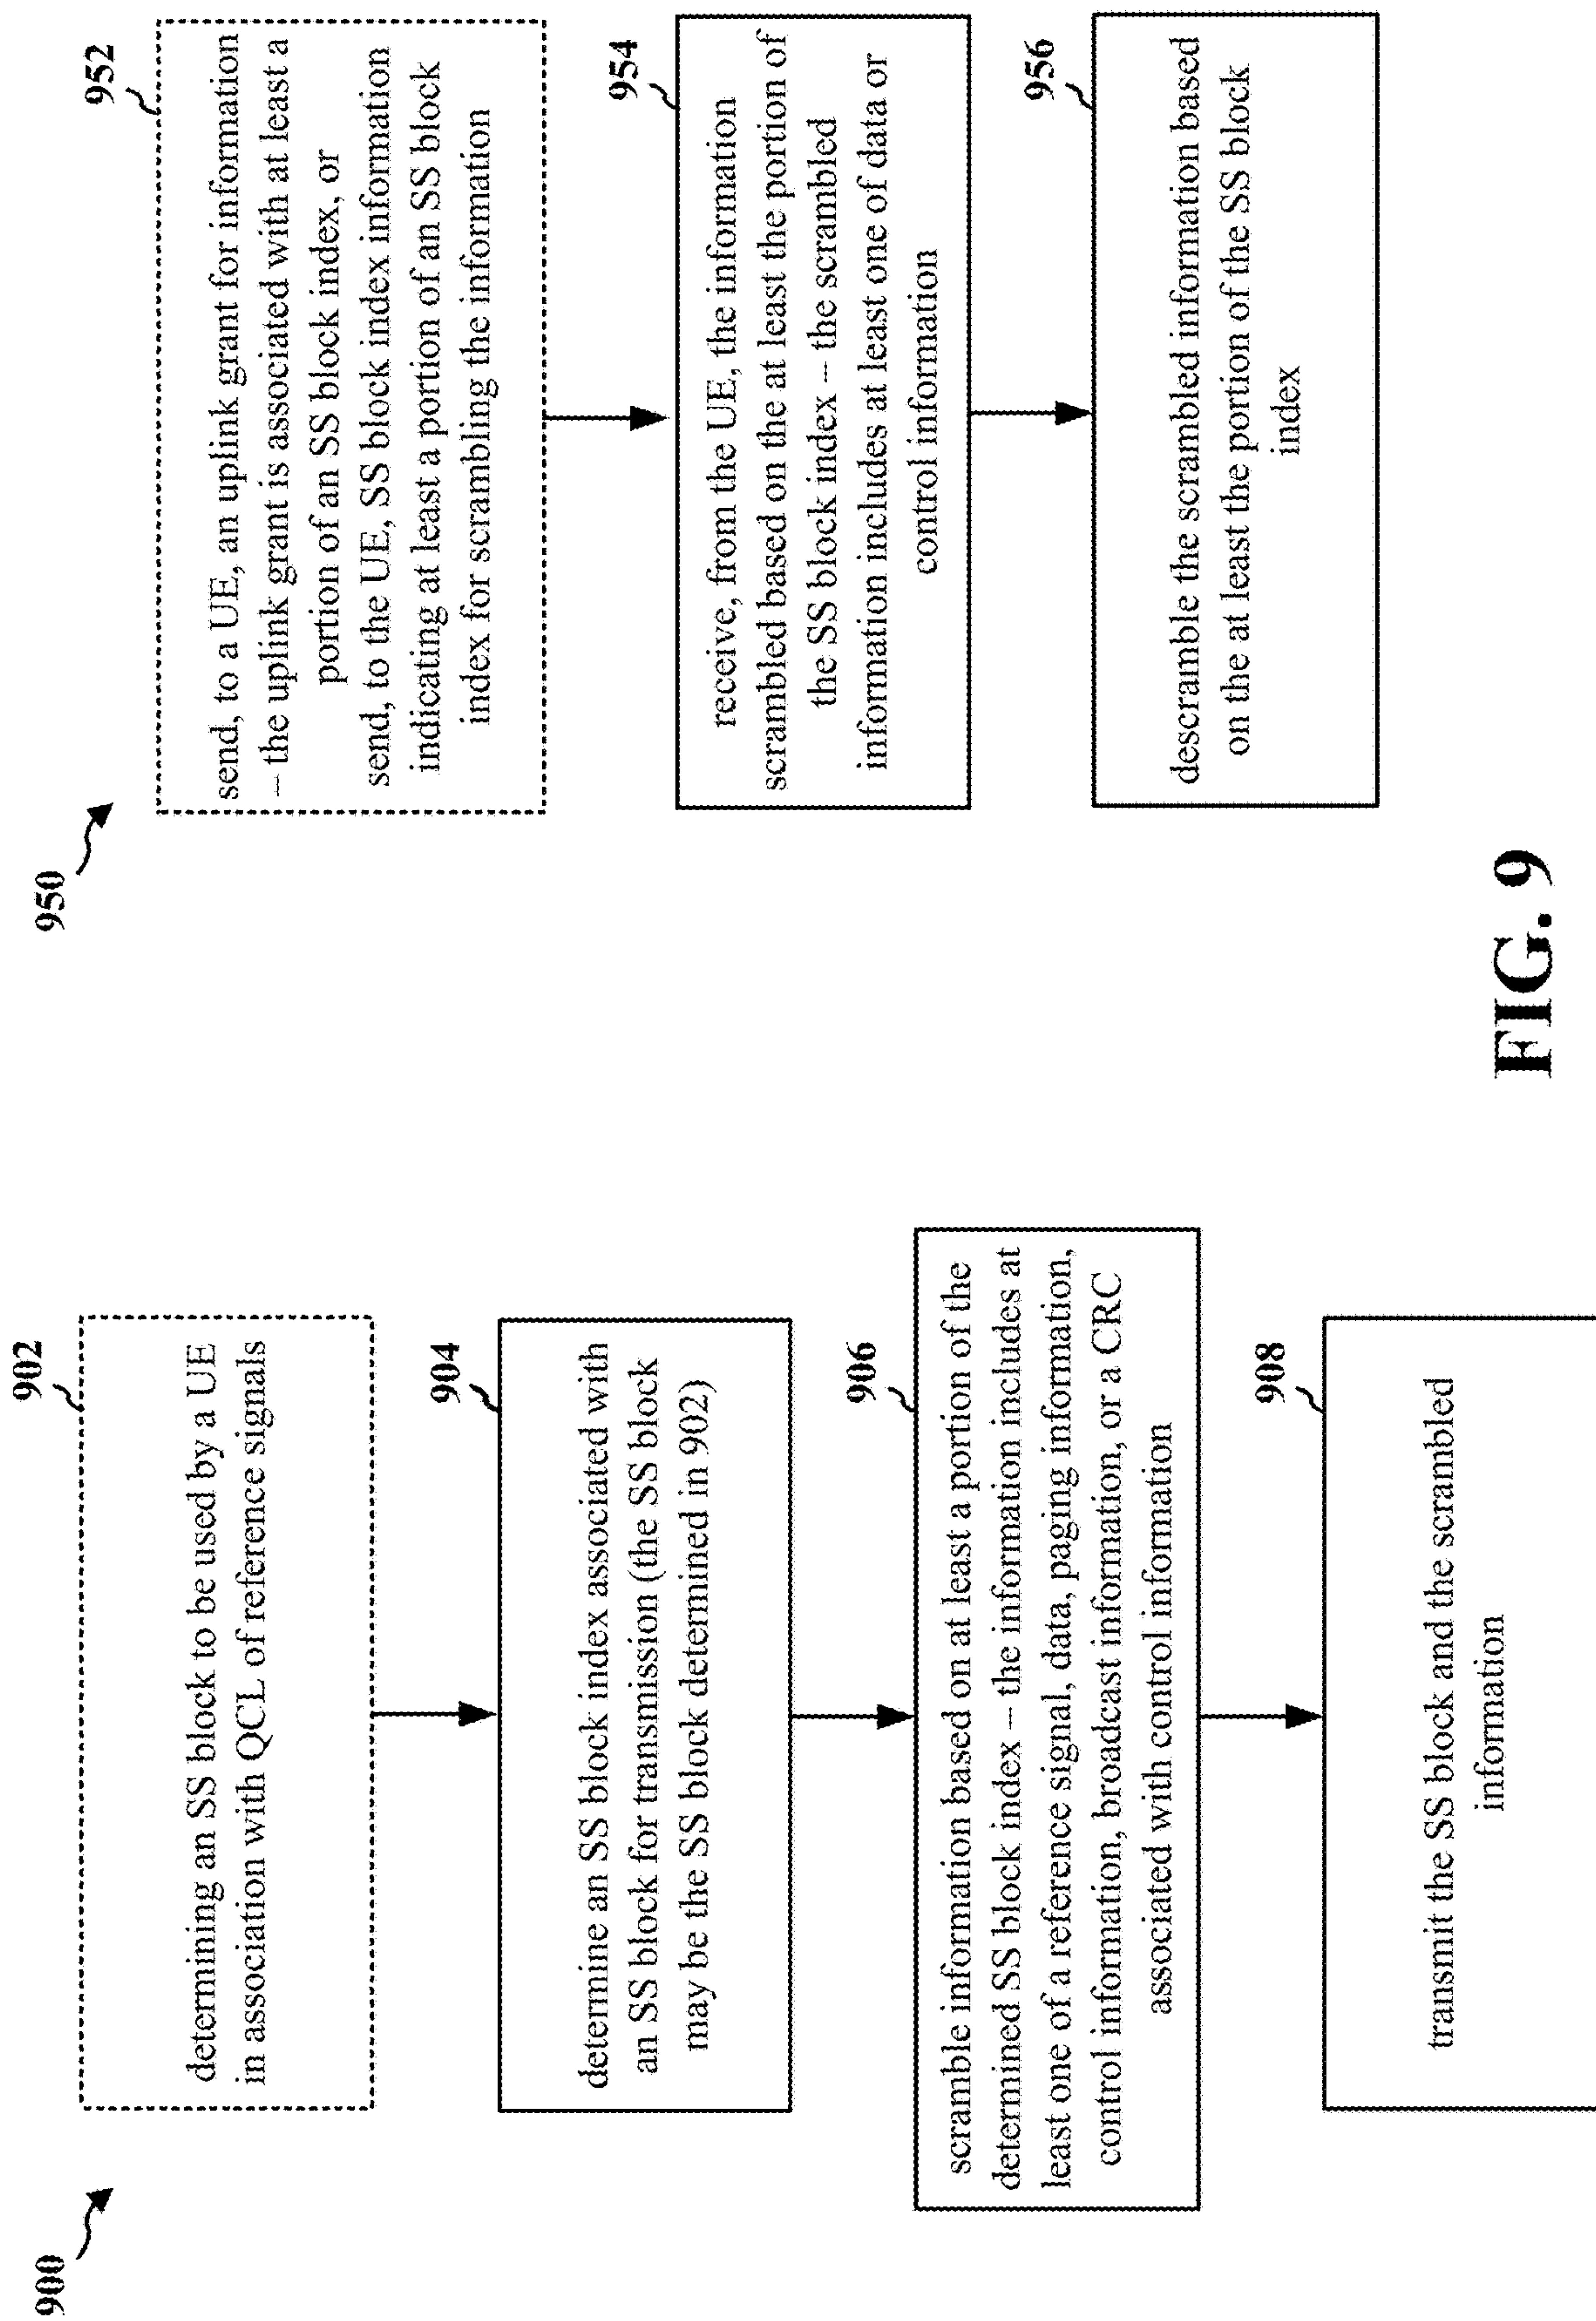 900
902
determining an SS block to be used by a UE
in association with QCL of reference signals
904
determine an SS block index associated with
an SS block for transmission (the SS block
may be the SS block determined in 902)
906
scramble information based on at least a portion of the
determined SS block index – the information includes at
least one of a reference signal, data, paging information,
control information, broadcast information, or a CRC
associated with control information
908
transmit the SS block and the scrambled
information
950
952
send, to a UE, an uplink grant for information
– the uplink grant is associated with at least a
portion of an SS block index, or
send, to the UE, SS block index information
indicating at least a portion of an SS block
index for scrambling the information
954
receive, from the UE, the information
scrambled based on the at least the portion of
the SS block index – the scrambled
information includes at least one of data or
control information
956
descramble the scrambled information based
on the at least the portion of the SS block
index
FIG. 9